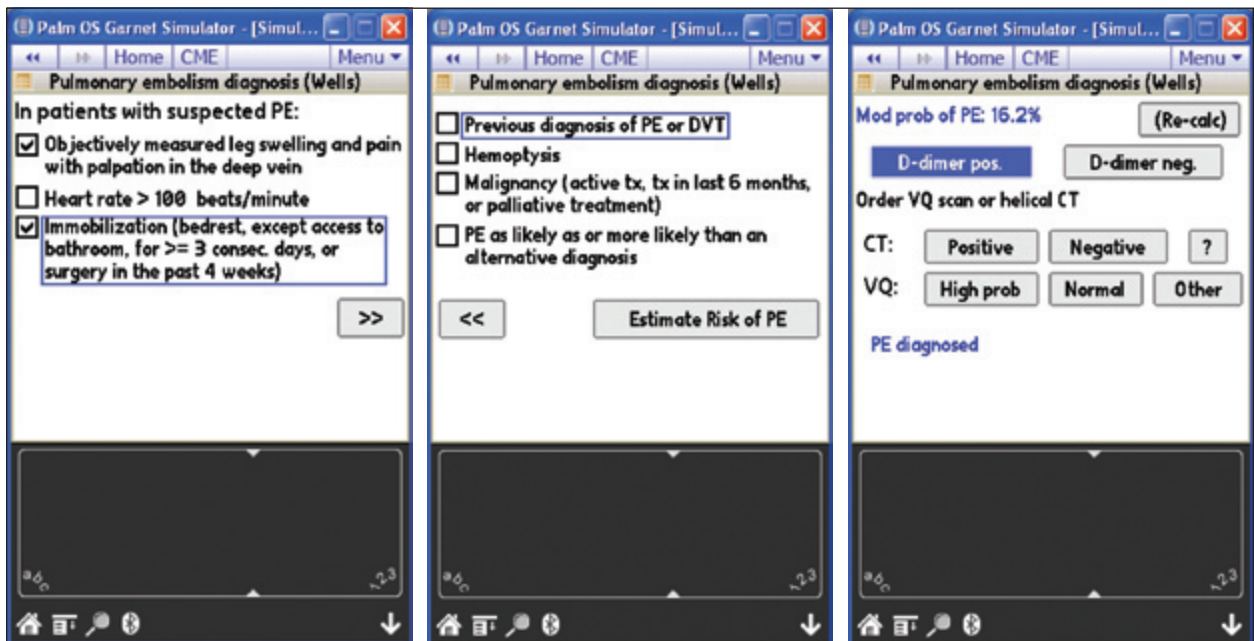 Palm OS Garnet Simulator - [Simul...
Home CME Menu
Pulmonary embolism diagnosis (Wells)
In patients with suspected PE:
Objectively measured leg swelling and pain
with palpation in the deep vein
Heart rate > 100 beats/minute
Immobilization (bedrest, except access to
bathroom, for >= 3 consec. days, or
surgery in the past 4 weeks)
>>
abc
123
Palm OS Garnet Simulator - [Simul...
Home CME Menu
Pulmonary embolism diagnosis (Wells)
Previous diagnosis of PE or DVT
Hemoptysis
Malignancy (active tx, tx in last 6 months,
or palliative treatment)
PE as likely as or more likely than an
alternative diagnosis
<< Estimate Risk of PE
abc
123
Palm OS Garnet Simulator - [Simul...
Home CME Menu
Pulmonary embolism diagnosis (Wells)
Mod prob of PE: 16.2% (Re-calc)
D-dimer pos. D-dimer neg.
Order VQ scan or helical CT
CT: Positive Negative ?
VQ: High prob Normal Other
PE diagnosed
abc
123